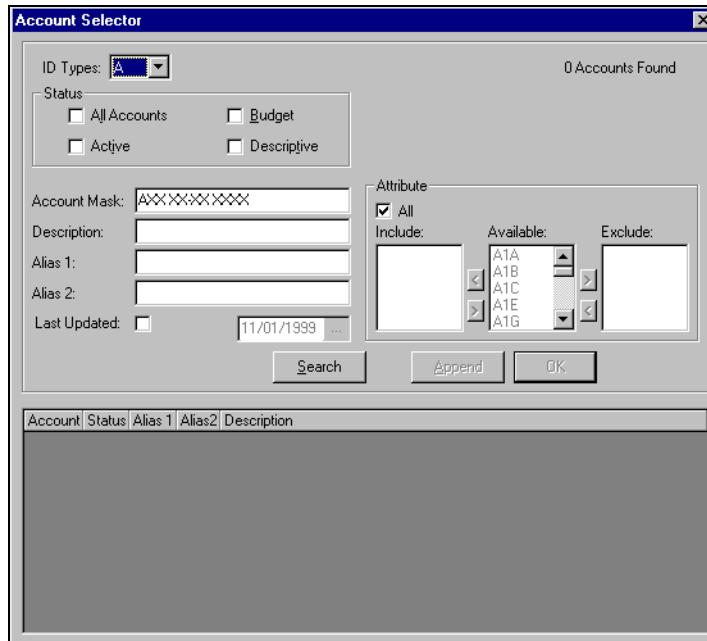 Account Selector
ID Types: A
0 Accounts Found
Status
All Accounts
Budget
Active
Descriptive
Account Mask: AXX XX-XX XXXX
Description:
Alias 1:
Alias 2:
Last Updated: 11/01/1999 ...
Attribute
All
Include: Available: Exclude:
A1A
A1B
A1C
A1E
A1G
< >
> <
Search Append OK
Account Status Alias 1 Alias2 Description